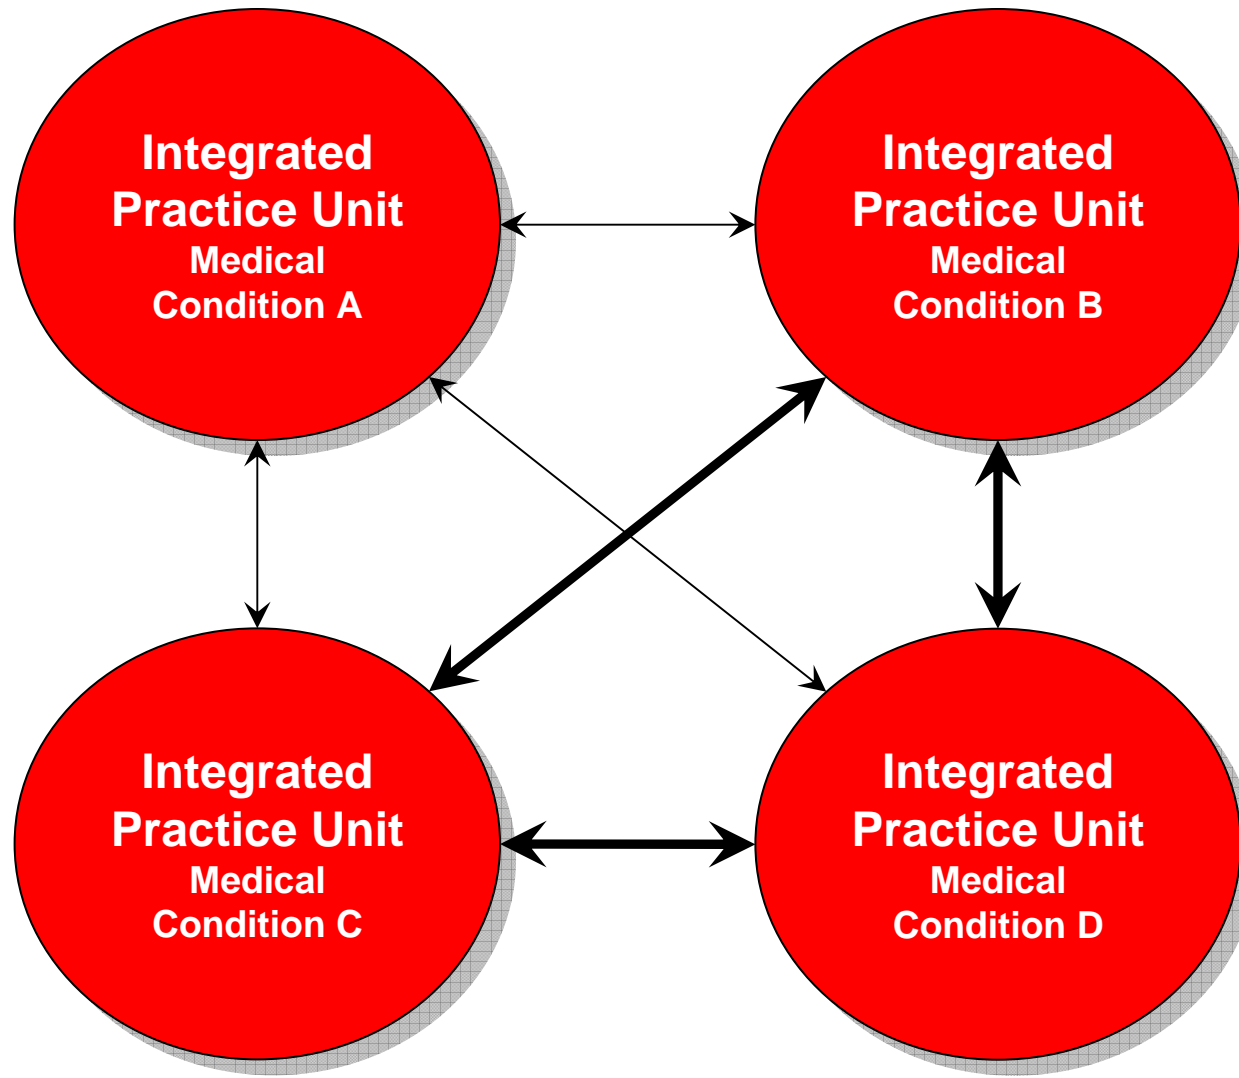 Integrated
Practice Unit
Medical
Condition A
Integrated
Practice Unit
Medical
Condition B
Integrated
Practice Unit
Medical
Condition C
Integrated
Practice Unit
Medical
Condition D